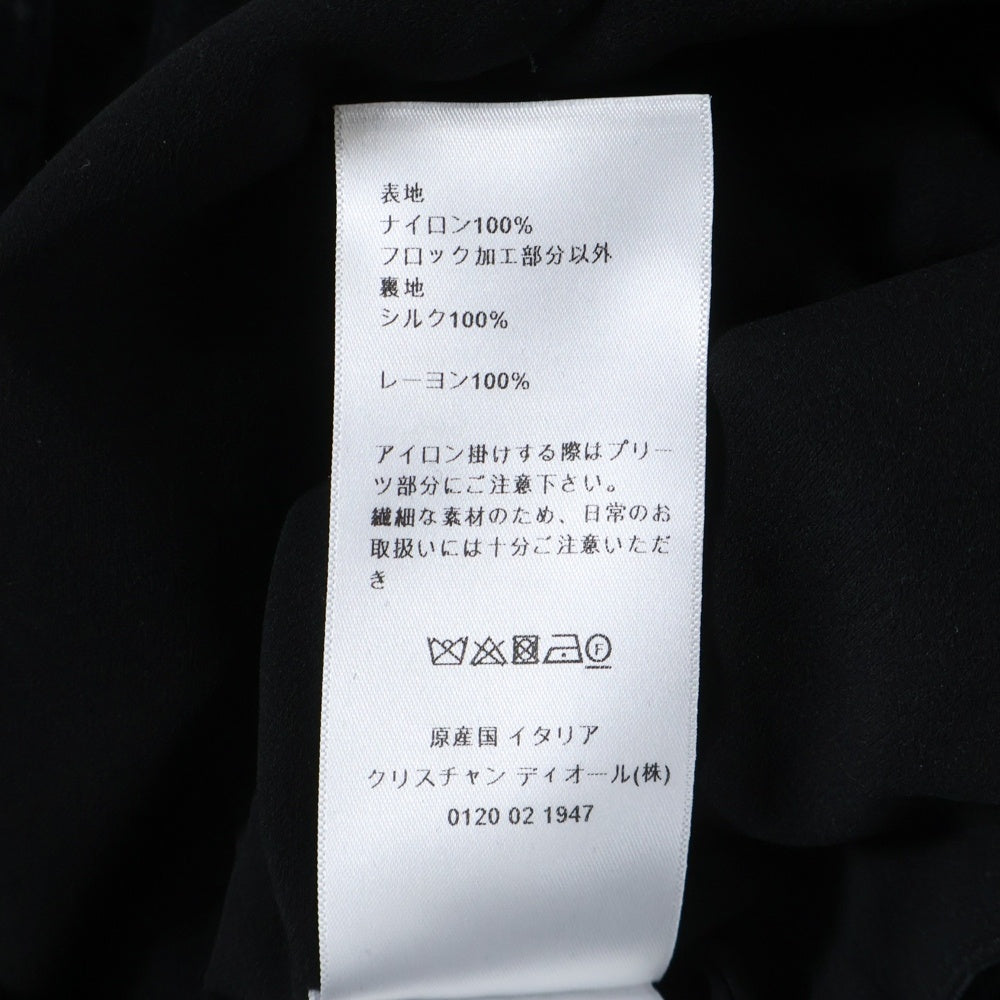 表地
ナイロン100%
フロック加工部分以外
裏地
シルク100%
レーヨン100%
アイロン掛けする際はプリー
ツ部分にご注意下さい。
繊細な素材のため、日常のお
取扱いには十分ご注意いただ
き
F
原産国 イタリア
クリスチャン ディオール(株)
0120 02 1947